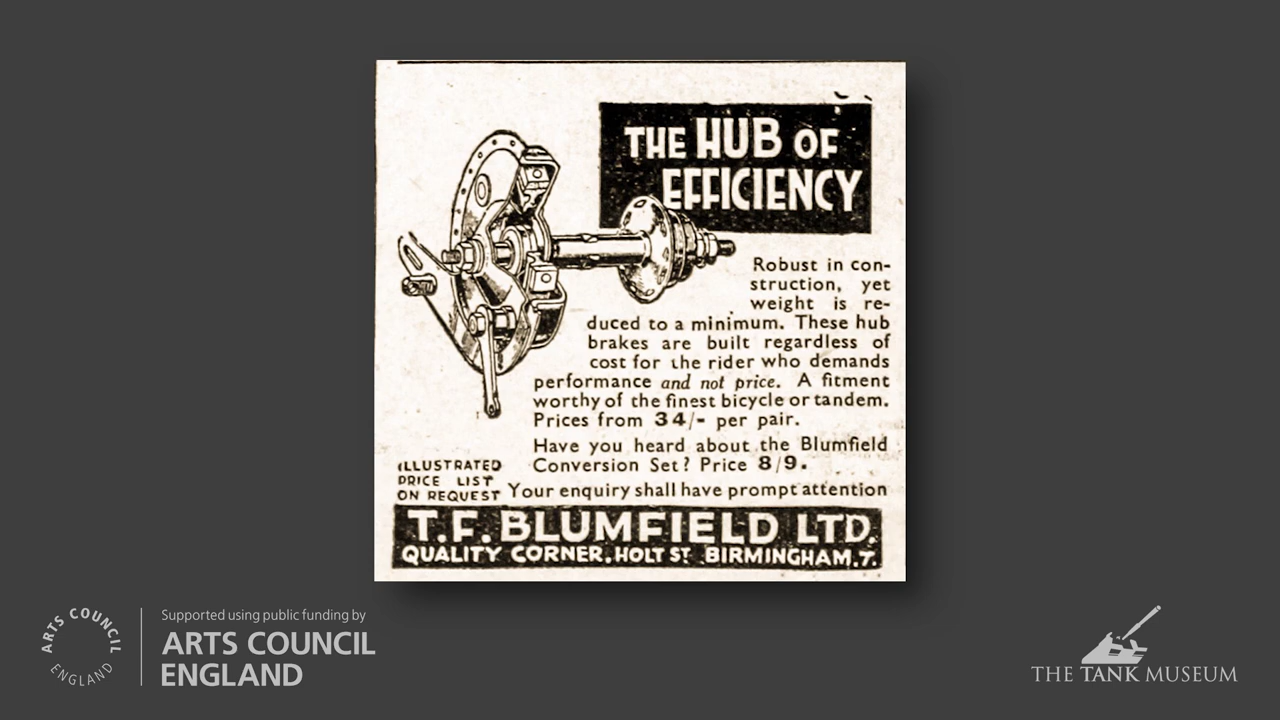 THE HUB OF
EFFICIENCY
Robust in con-
struction, yet
weight is re-
duced to a minimum. These hub
brakes are built regardless of
cost for the rider who demands
performance and not price. A fitment
worthy of the finest bicycle or tandem.
Prices from 34/- per pair.
Have you heard about the Blumfield
Conversion Set? Price 8/9.
ILLUSTRATED
PRICE LIST
ON REQUEST
Your enquiry shall have prompt attention
T.F. BLUMFIELD LTD.
QUALITY CORNER. HOLT ST. BIRMINGHAM.7.
ARTS COUNCIL
ENGLAND
Supported using public funding by
ARTS COUNCIL
ENGLAND
THE TANK MUSEUM